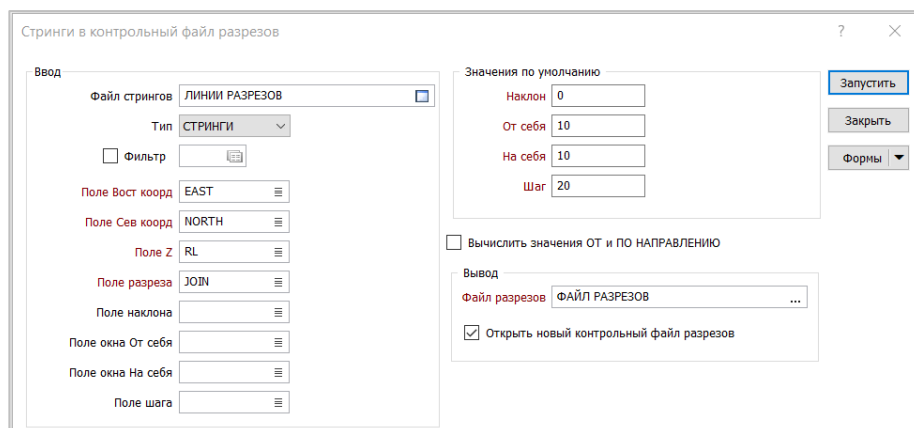 Стринги в контрольный файл разрезов
?
Ввод
Файл стрингов ЛИНИИ РАЗРЕЗОВ
Тип СТРИНГИ
Фильтр
Поле Вост коорд EAST
Поле Сев коорд NORTH
Поле Z RL
Поле разреза JOIN
Поле наклона
Поле окна От себя
Поле окна На себя
Поле шага
Значения по умолчанию
Наклон 0
От себя 10
На себя 10
Шаг 20
Вычислить значения ОТ и ПО НАПРАВЛЕНИЮ
Вывод
Файл разрезов ФАЙЛ РАЗРЕЗОВ ...
Открыть новый контрольный файл разрезов
Запустить
Закрыть
Формы